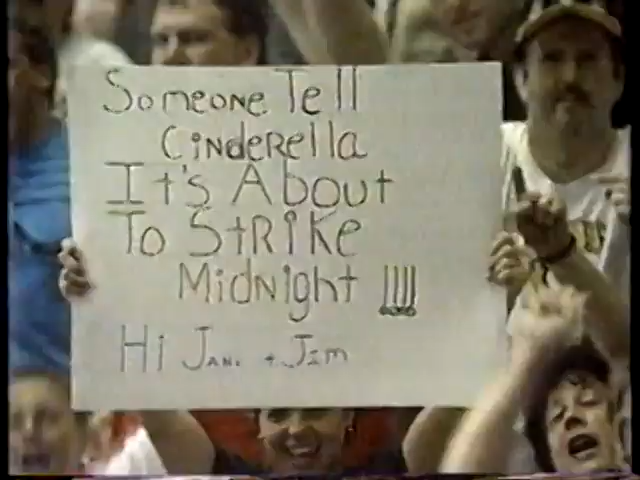 Someone Tell
Cinderella
It's About
To Strike
Midnight !!!!
Hi Jan. + Jim